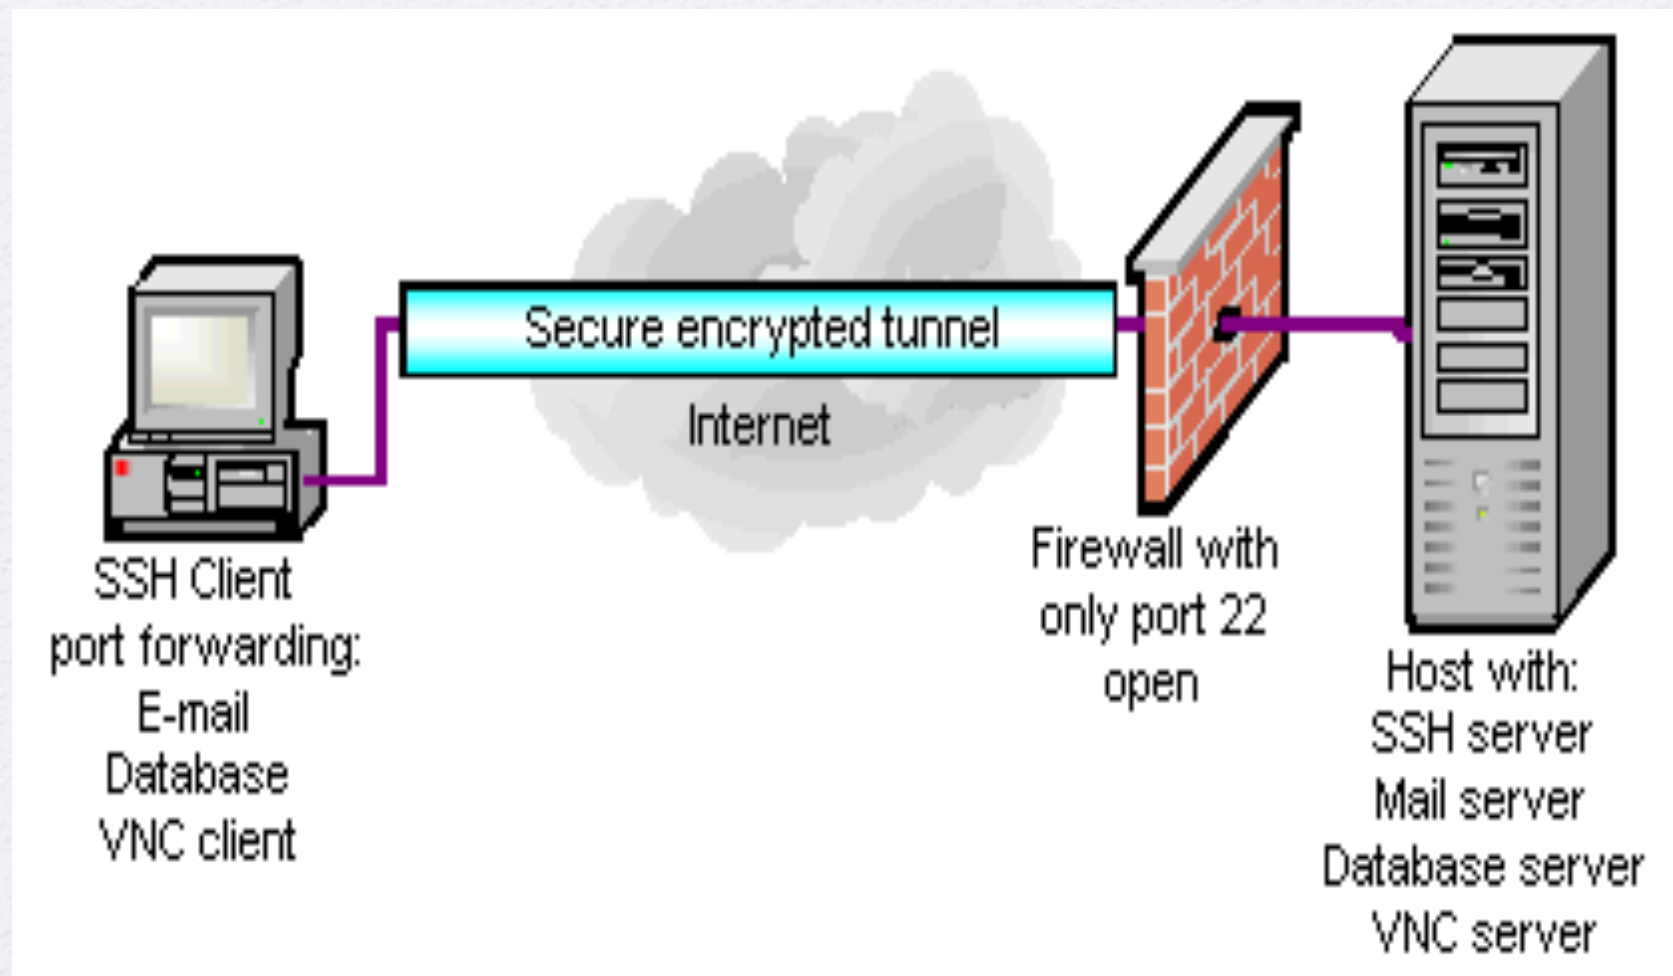 Secure encrypted tunnel
Internet
SSH Client
port forwarding:
E-mail
Database
VNC client
Firewall with
only port 22
open
Host with:
SSH server
Mail server
Database server
VNC server